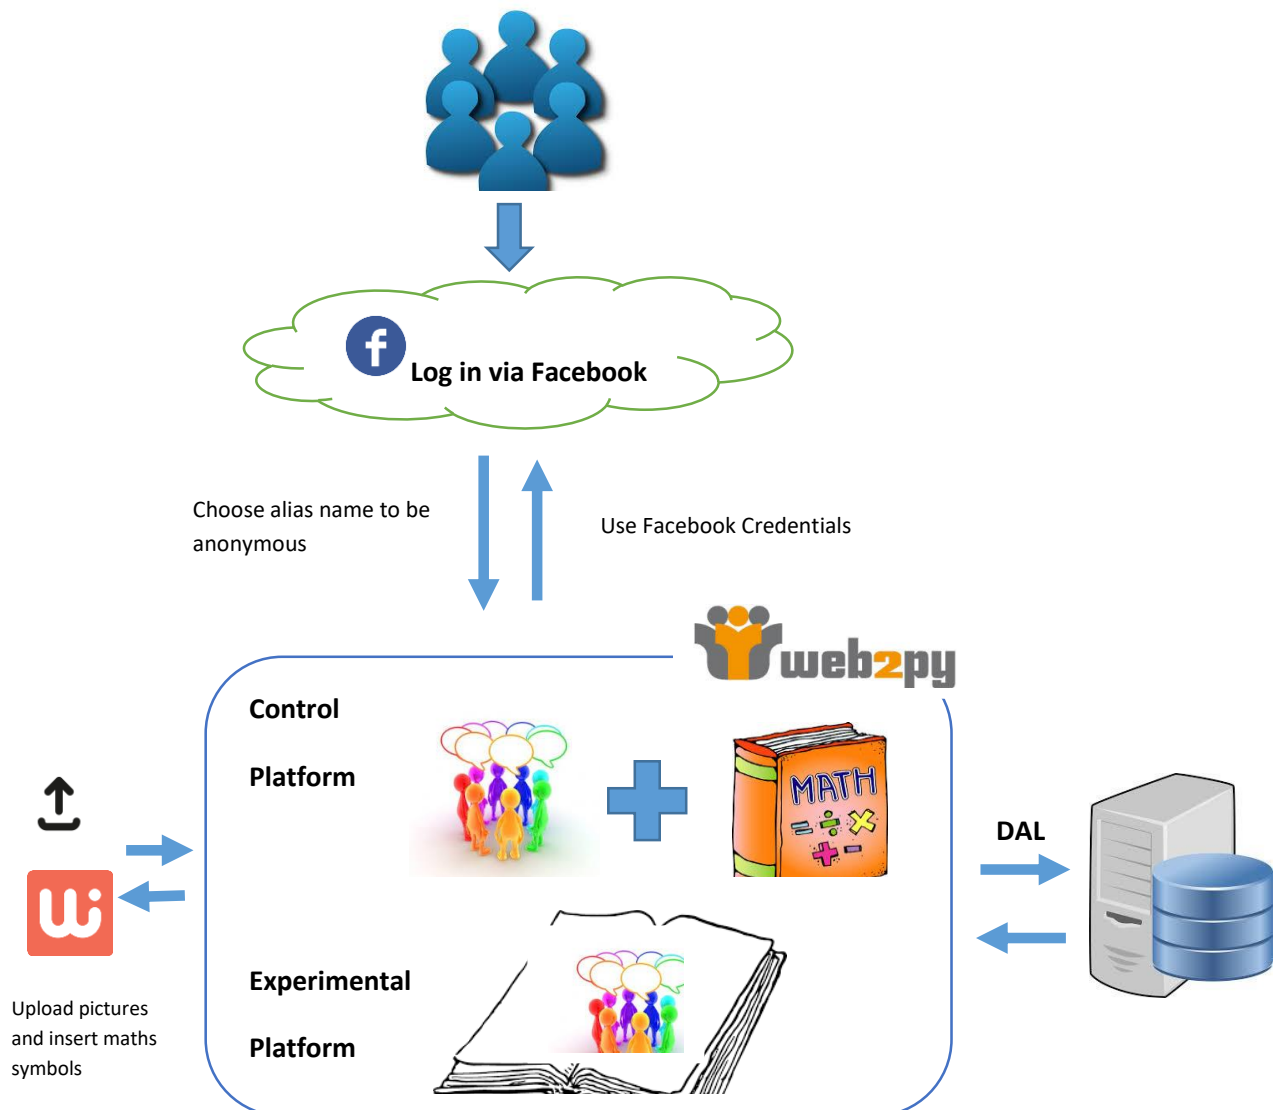 f
Log in via Facebook
Choose alias name to be
anonymous
Use Facebook Credentials
web2py
Control
Platform
MATH
= ÷ ×
+ −
DAL
Experimental
Platform
Upload pictures
and insert maths
symbols